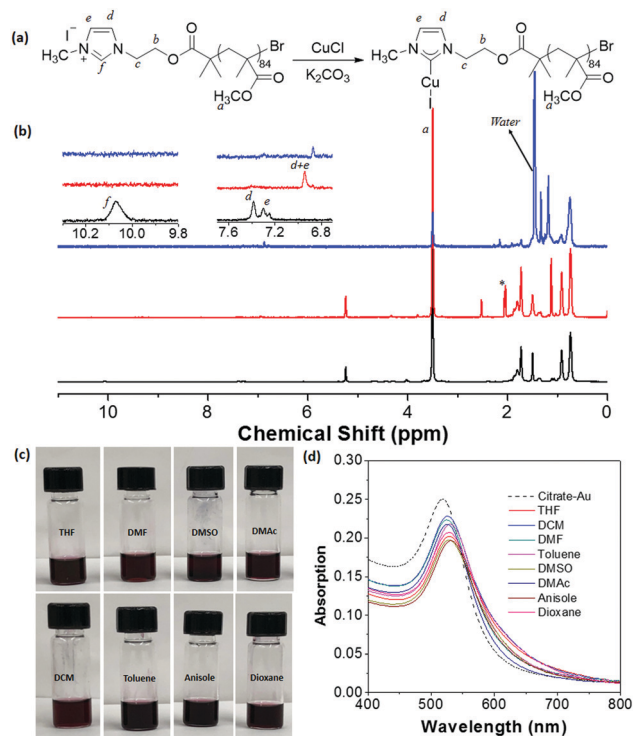 (a)
I⁻ e d
H₃C N N⁺ f c b O O
( )₈₄ Br
O O H₃C a
CuCl
K₂CO₃
e d
H₃C N N c b O O
( )₈₄ Br
O O H₃C a
Cu
I
(b)
a
Water
d+e
f
d e
*
10.2 10.0 9.8 7.6 7.2 6.8
10 8 6 4 2 0
Chemical Shift (ppm)
(c)
THF DMF DMSO DMAc
DCM Toluene Anisole Dioxane
(d)
0.30
0.25
0.20
0.15
0.10
0.05
0.00
Absorption
Citrate-Au
THF
DCM
DMF
Toluene
DMSO
DMAc
Anisole
Dioxane
400 500 600 700 800
Wavelength (nm)